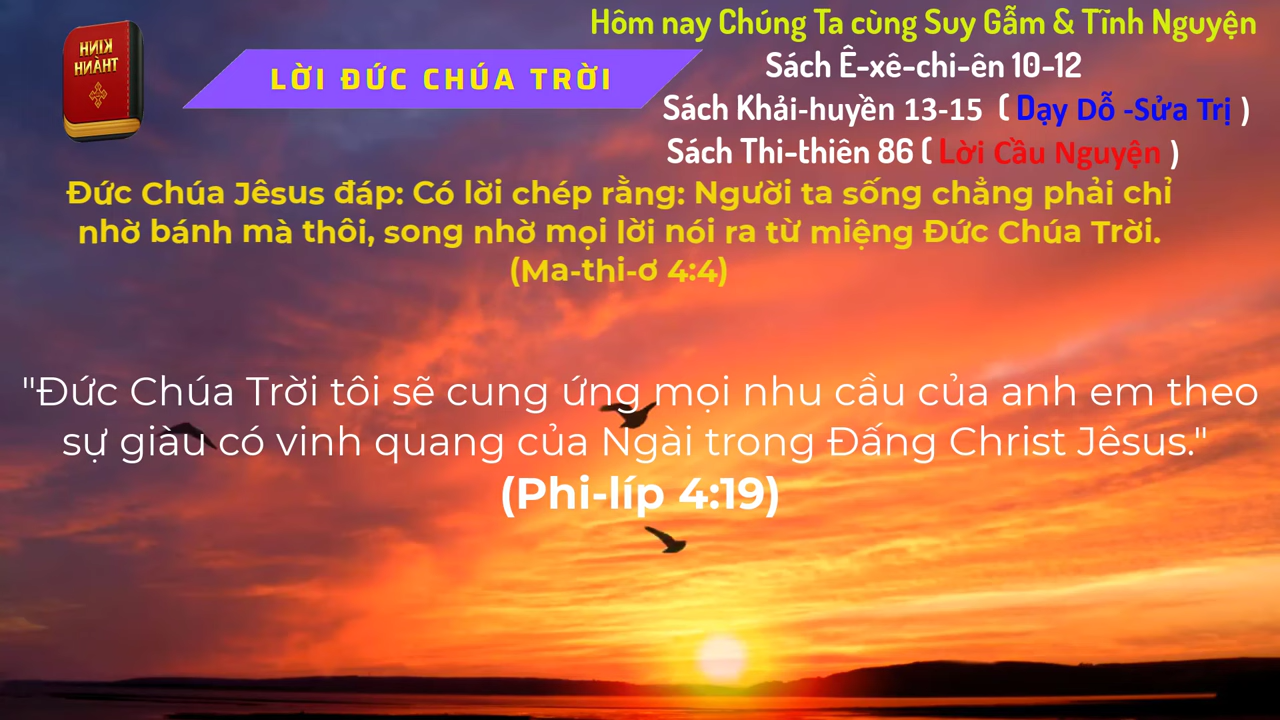 KINH
THÁNH
LỜI ĐỨC CHÚA TRỜI
Hôm nay Chúng Ta cùng Suy Gẫm & Tĩnh Nguyện
Sách Ê-xê-chi-ên 10-12
Sách Khải-huyền 13-15 ( Dạy Dỗ -Sửa Trị )
Sách Thi-thiên 86 ( Lời Cầu Nguyện )
Đức Chúa Jêsus đáp: Có lời chép rằng: Người ta sống chẳng phải chỉ
nhờ bánh mà thôi, song nhờ mọi lời nói ra từ miệng Đức Chúa Trời.
(Ma-thi-ơ 4:4)
"Đức Chúa Trời tôi sẽ cung ứng mọi nhu cầu của anh em theo
sự giàu có vinh quang của Ngài trong Đấng Christ Jêsus."
(Phi-líp 4:19)